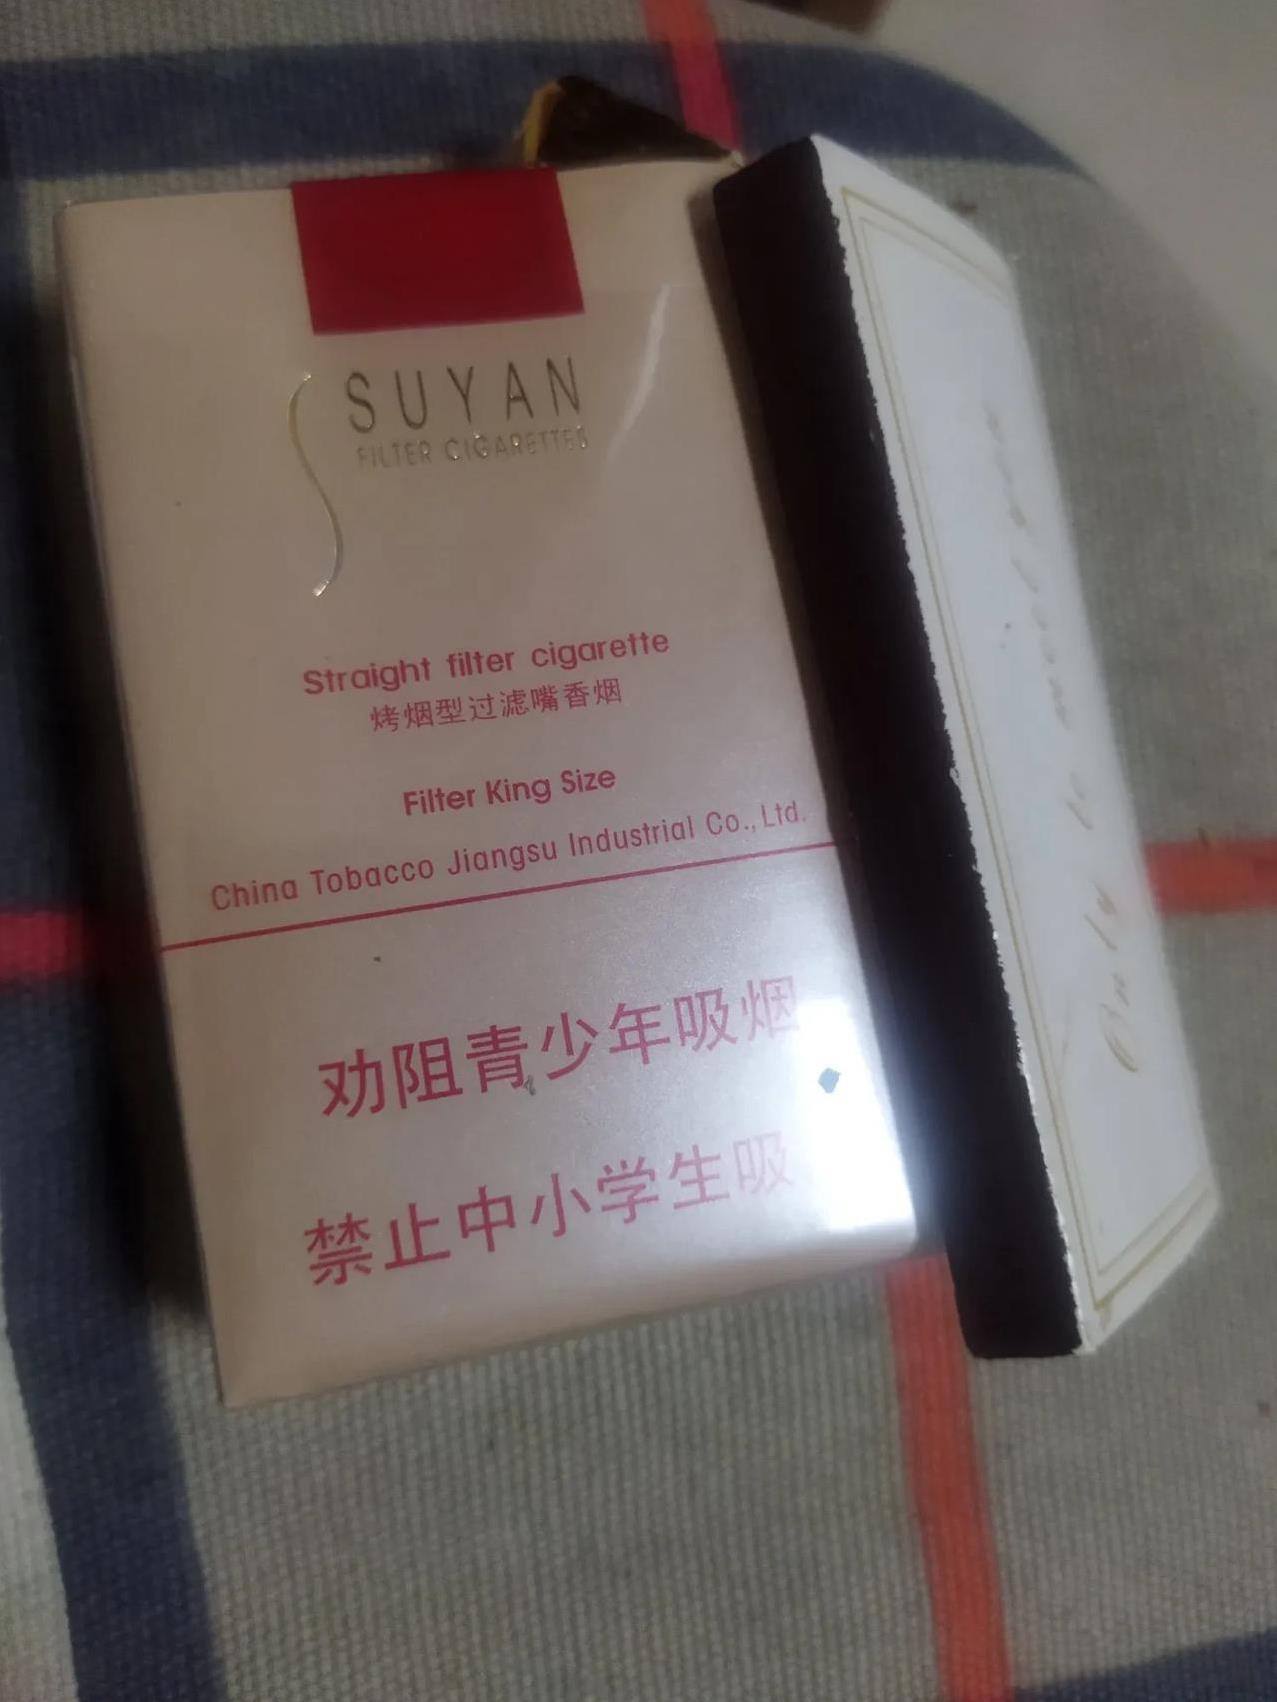 SUYAN
FILTER CIGARETTES
Straight filter cigarette
烤烟型过滤嘴香烟
Filter King Size
China Tobacco Jiangsu Industrial Co., Ltd.
劝阻青少年吸烟
禁止中小学生吸
Only